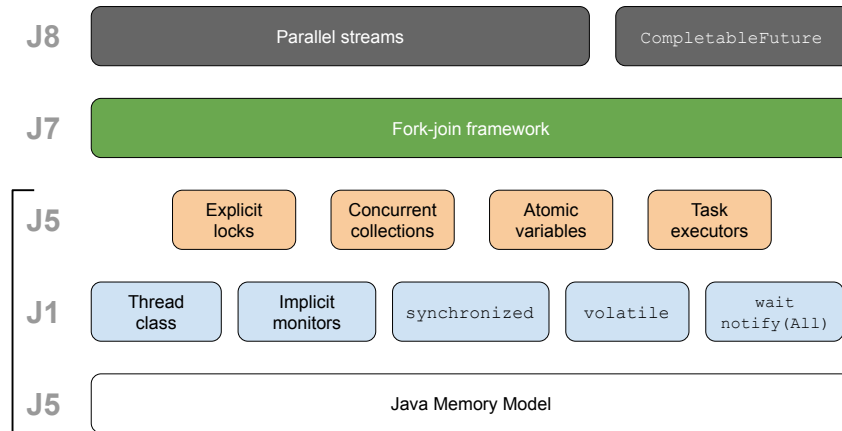 J8
Parallel streams
CompletableFuture
J7
Fork-join framework
J5
Explicit
locks
Concurrent
collections
Atomic
variables
Task
executors
J1
Thread
class
Implicit
monitors
synchronized
volatile
wait
notify(All)
J5
Java Memory Model